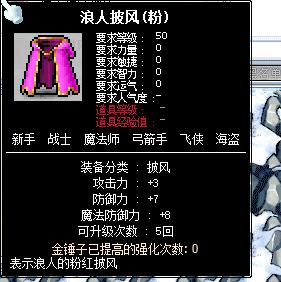 浪人披风(粉)
要求等级: 50
要求力量: 0
要求敏捷: 0
要求智力: 0
要求运气: 0
要求人气度: -
道具等级: -
道具经验值: -
新手 战士 魔法师 弓箭手 飞侠 海盗
装备分类 : 披风
攻击力 : +3
防御力 : +7
魔法防御力 : +8
可升级次数 : 5回
金锤子已提高的强化次数: 0
表示浪人的粉红披风